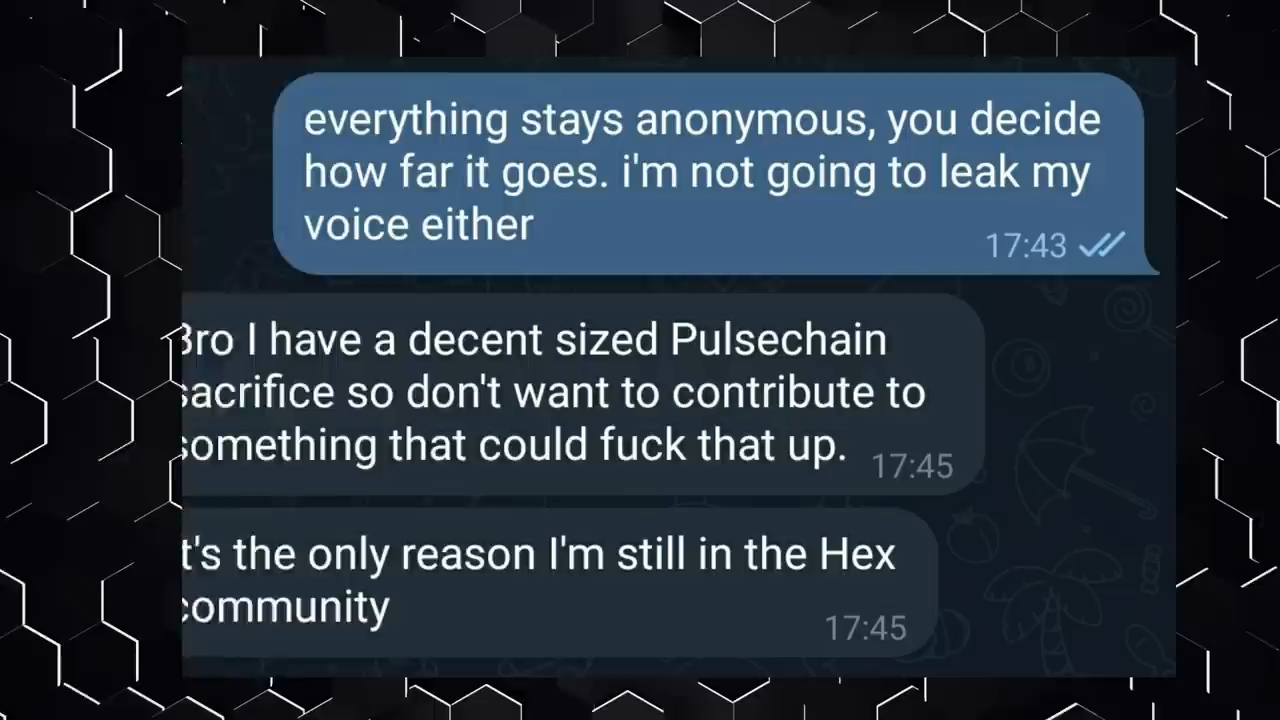 everything stays anonymous, you decide
how far it goes. i'm not going to leak my
voice either
17:43
Bro I have a decent sized Pulsechain
sacrifice so don't want to contribute to
something that could fuck that up.
17:45
t's the only reason I'm still in the Hex
community
17:45